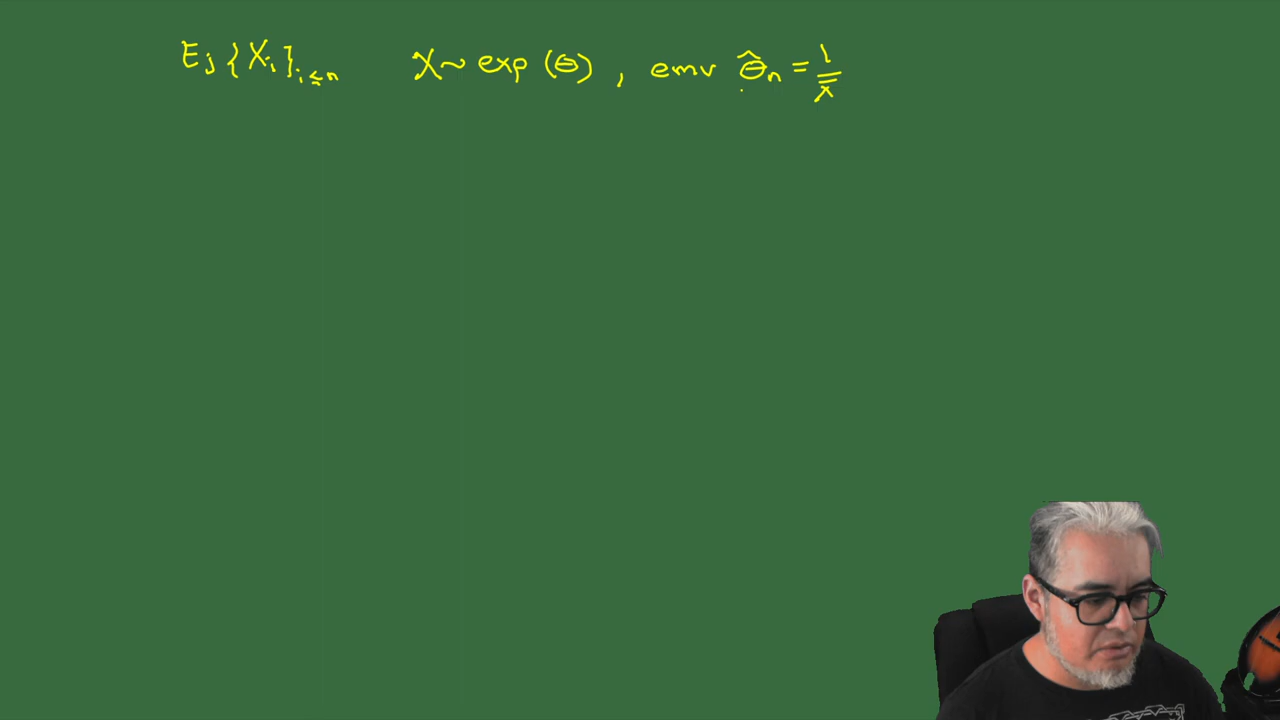 Ej {Xᵢ}ᵢ≤ₙ X ~ exp (θ) , emv θ̂ₙ = 1/x̄